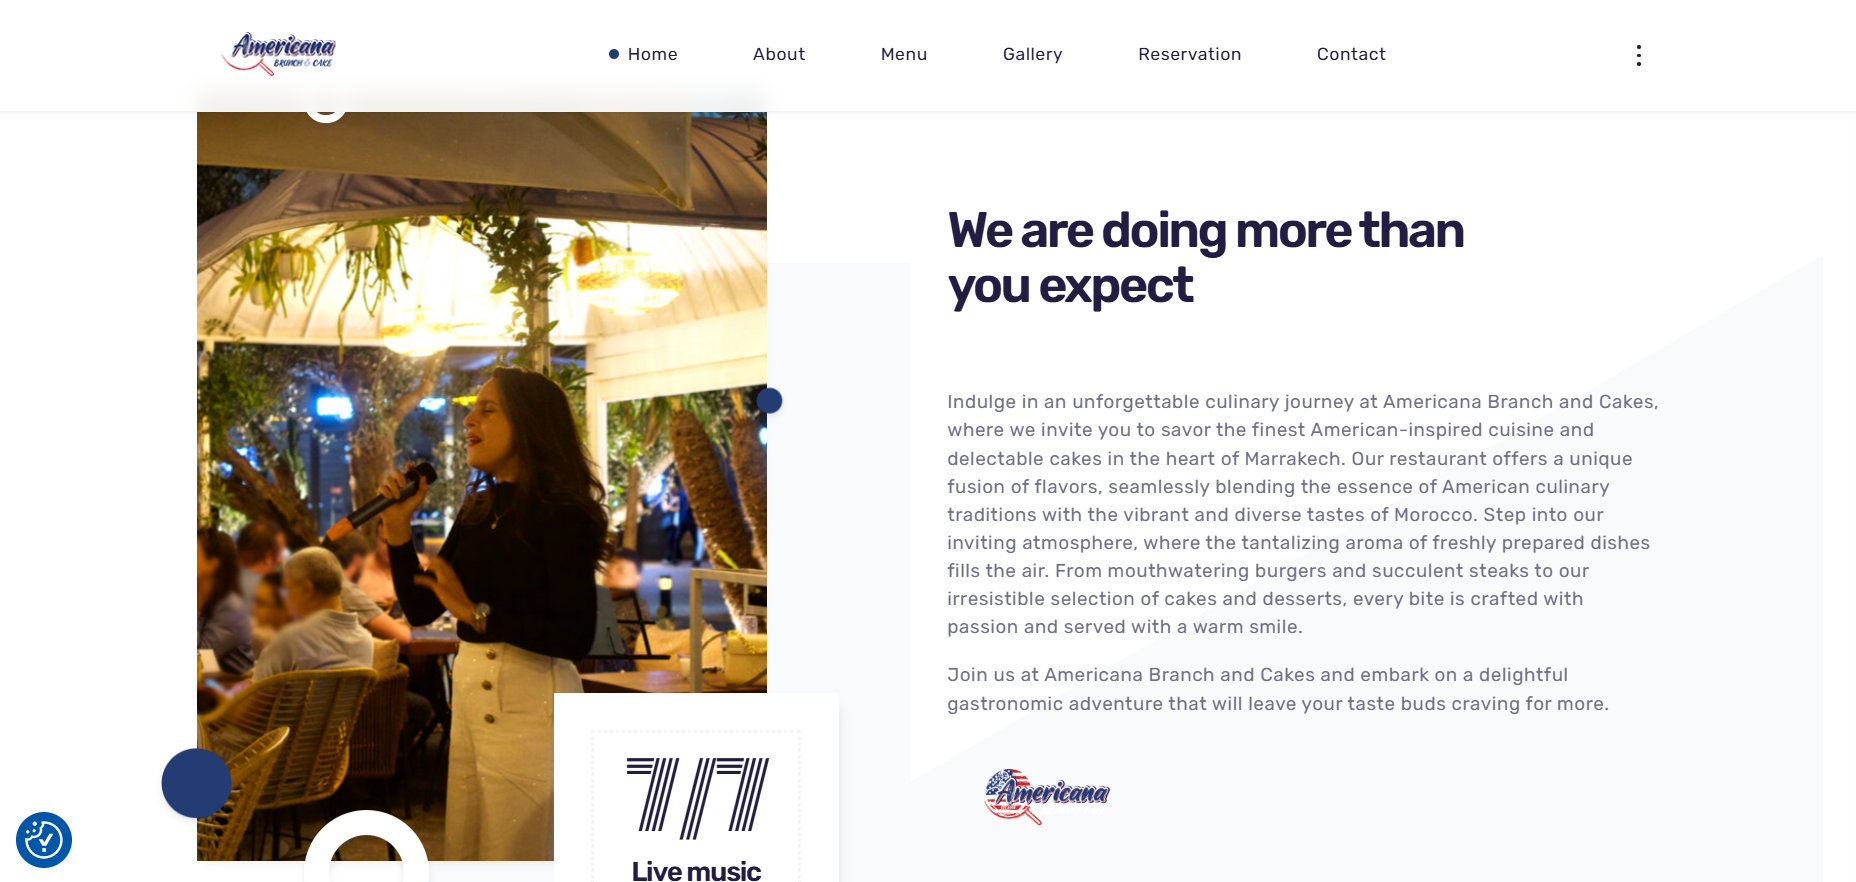 Americana
BRUNCH & CAKE
Home
About
Menu
Gallery
Reservation
Contact
We are doing more than
you expect
Indulge in an unforgettable culinary journey at Americana Branch and Cakes,
where we invite you to savor the finest American-inspired cuisine and
delectable cakes in the heart of Marrakech. Our restaurant offers a unique
fusion of flavors, seamlessly blending the essence of American culinary
traditions with the vibrant and diverse tastes of Morocco. Step into our
inviting atmosphere, where the tantalizing aroma of freshly prepared dishes
fills the air. From mouthwatering burgers and succulent steaks to our
irresistible selection of cakes and desserts, every bite is crafted with
passion and served with a warm smile.
Join us at Americana Branch and Cakes and embark on a delightful
gastronomic adventure that will leave your taste buds craving for more.
Americana
7/7
Live music